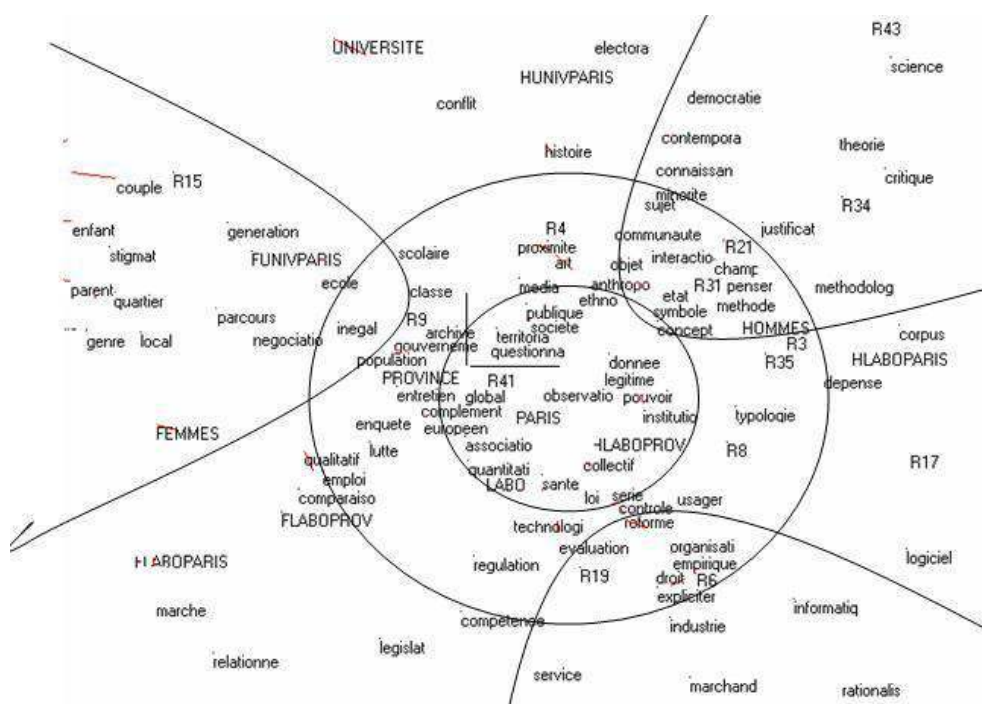 R43
UNIVERSITE
electora
science
HUNIVPARIS
democratie
conflit
contempora
theorie
histoire
connaissan
critique
couple
R15
minorite
sujet
R34
enfant
generation
R4
communaute
justificat
stigmat
FUNIVPARIS
scolaire
proximite
interactio
R21
art
objet
champ
parent
quartier
ecole
classe
media
anthropo
R31
penser
methodolog
ethno
etat
methode
parcours
R9
publique
symbole
genre
local
negociatio
inegal
archive
territoria
societe
concept
HOMMES
corpus
gouverneme
questionna
R3
population
donnee
R35
HLABOPARIS
PROVINCE
R41
legitime
depense
entretien
global
observatio
pouvoir
complement
PARIS
institutio
typologie
enquete
europeen
FEMMES
lutte
associatio
HLABOPROV
R8
qualitatif
quantitati
collectif
R17
emploi
LABO
sante
comparaiso
loi
serie
usager
FLABOPROV
controle
technologi
reforme
evaluation
organisati
logiciel
regulation
empirique
R19
droit
R6
expliciter
marche
competence
informatiq
industrie
legislat
relationne
service
marchand
rationalis